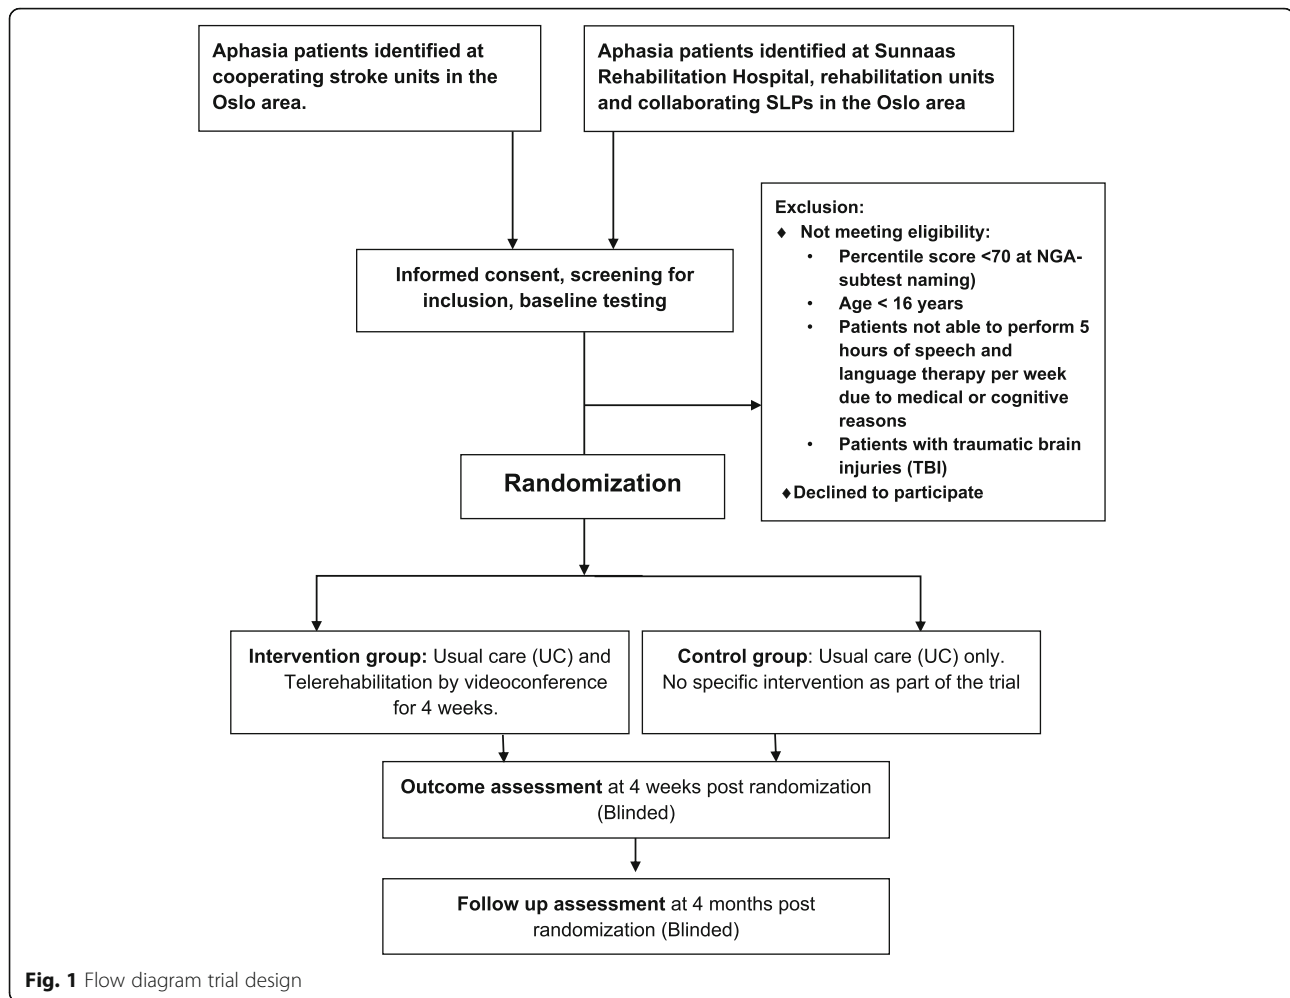 Aphasia patients identified at
cooperating stroke units in the
Oslo area.
Aphasia patients identified at Sunnaas
Rehabilitation Hospital, rehabilitation units
and collaborating SLPs in the Oslo area
Informed consent, screening for
inclusion, baseline testing
Exclusion:
♦ Not meeting eligibility:
• Percentile score <70 at NGA-
subtest naming)
• Age < 16 years
• Patients not able to perform 5
hours of speech and
language therapy per week
due to medical or cognitive
reasons
• Patients with traumatic brain
injuries (TBI)
♦Declined to participate
Randomization
Intervention group: Usual care (UC) and
Telerehabilitation by videoconference
for 4 weeks.
Control group: Usual care (UC) only.
No specific intervention as part of the trial
Outcome assessment at 4 weeks post randomization
(Blinded)
Follow up assessment at 4 months post
randomization (Blinded)
Fig. 1 Flow diagram trial design